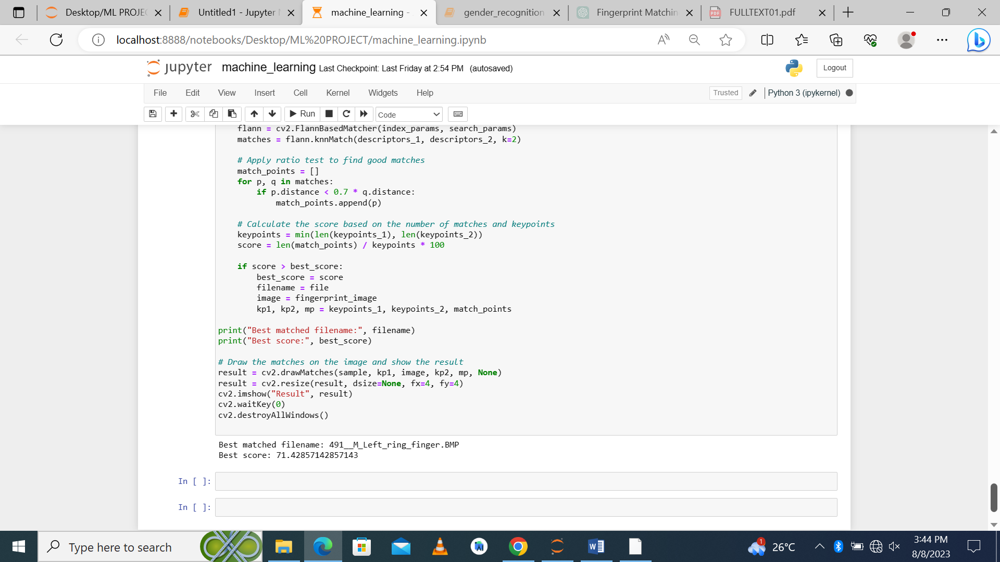 Desktop/ML PROJEC
Untitled1 - Jupyter
machine_learning -
gender_recognition
Fingerprint Matchin
FULLTEXT01.pdf
localhost:8888/notebooks/Desktop/ML%20PROJECT/machine_learning.ipynb
jupyter machine_learning Last Checkpoint: Last Friday at 2:54 PM (autosaved)
Logout
File Edit View Insert Cell Kernel Widgets Help
Trusted
Python 3 (ipykernel)
Run
Code
flann = cv2.FlannBasedMatcher(index_params, search_params)
matches = flann.knnMatch(descriptors_1, descriptors_2, k=2)
# Apply ratio test to find good matches
match_points = []
for p, q in matches:
if p.distance < 0.7 * q.distance:
match_points.append(p)
# Calculate the score based on the number of matches and keypoints
keypoints = min(len(keypoints_1), len(keypoints_2))
score = len(match_points) / keypoints * 100
if score > best_score:
best_score = score
filename = file
image = fingerprint_image
kp1, kp2, mp = keypoints_1, keypoints_2, match_points
print("Best matched filename:", filename)
print("Best score:", best_score)
# Draw the matches on the image and show the result
result = cv2.drawMatches(sample, kp1, image, kp2, mp, None)
result = cv2.resize(result, dsize=None, fx=4, fy=4)
cv2.imshow("Result", result)
cv2.waitKey(0)
cv2.destroyAllWindows()
Best matched filename: 491__M_Left_ring_finger.BMP
Best score: 71.42857142857143
In [ ]:
In [ ]:
Type here to search
1
26°C
3:44 PM
8/8/2023